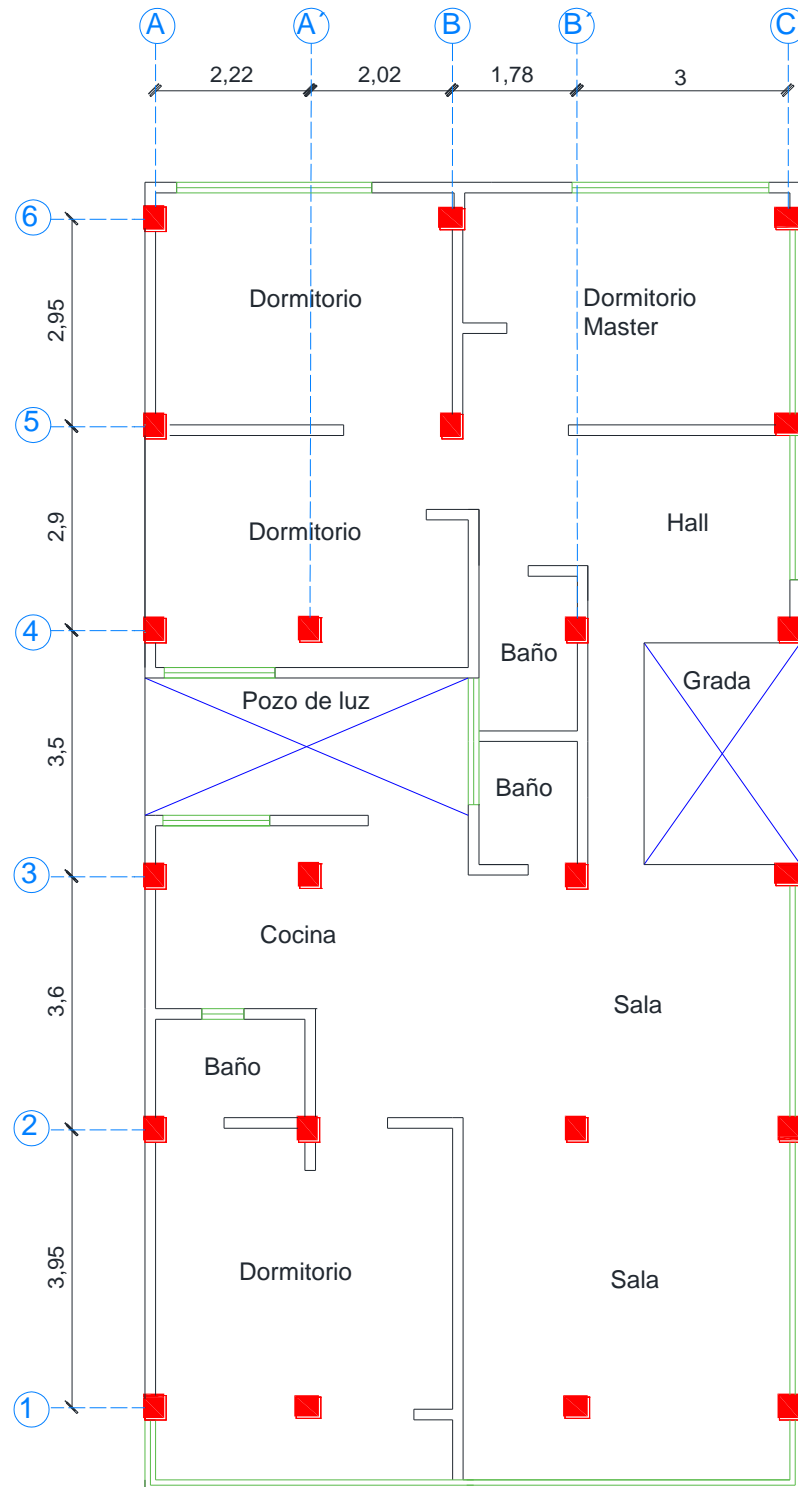 A A´ B B´ C
2,22 2,02 1,78 3
6
Dormitorio
Dormitorio
Master
2,95
5
2,9
Dormitorio
Hall
4
Baño
Grada
Pozo de luz
3,5
Baño
3
Cocina
3,6
Sala
Baño
2
3,95
Dormitorio
Sala
1